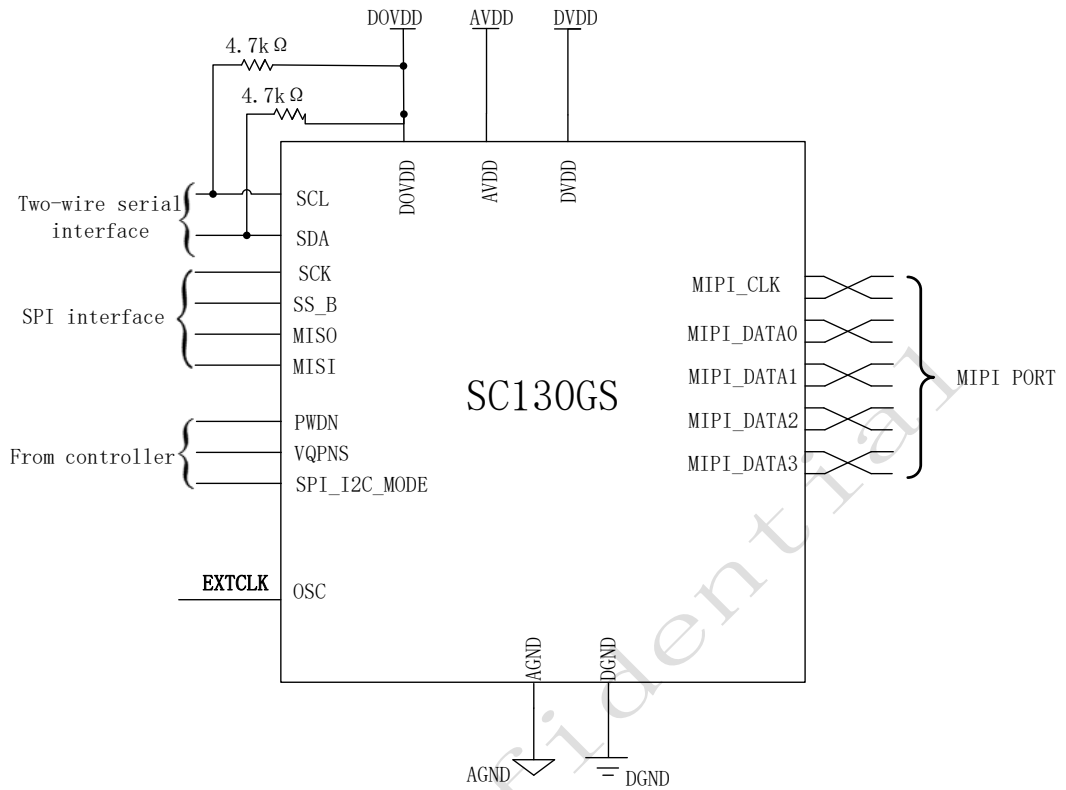 DOVDD
AVDD
DVDD
4.7kΩ
4.7kΩ
DOVDD
AVDD
DVDD
Two-wire serial
interface
SCL
SDA
SPI interface
SCK
SS_B
MISO
MISI
From controller
PWDN
VQPNS
SPI_I2C_MODE
EXTCLK
OSC
SC130GS
MIPI_CLK
MIPI_DATA0
MIPI_DATA1
MIPI_DATA2
MIPI_DATA3
MIPI PORT
AGND
DGND
AGND
DGND
fidential